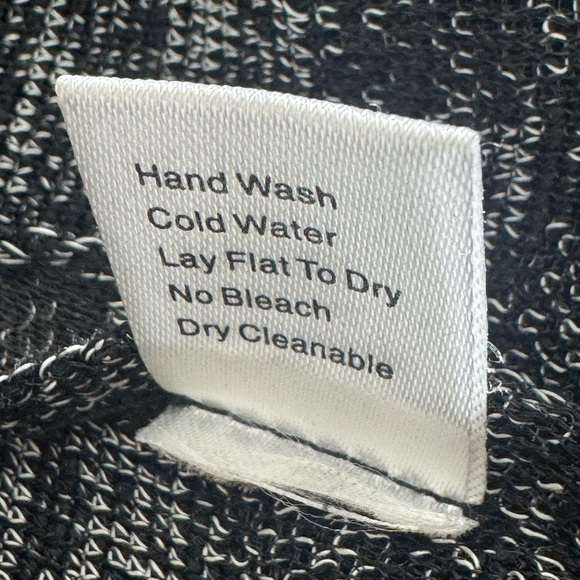 Hand Wash
Cold Water
Lay Flat To Dry
No Bleach
Dry Cleanable